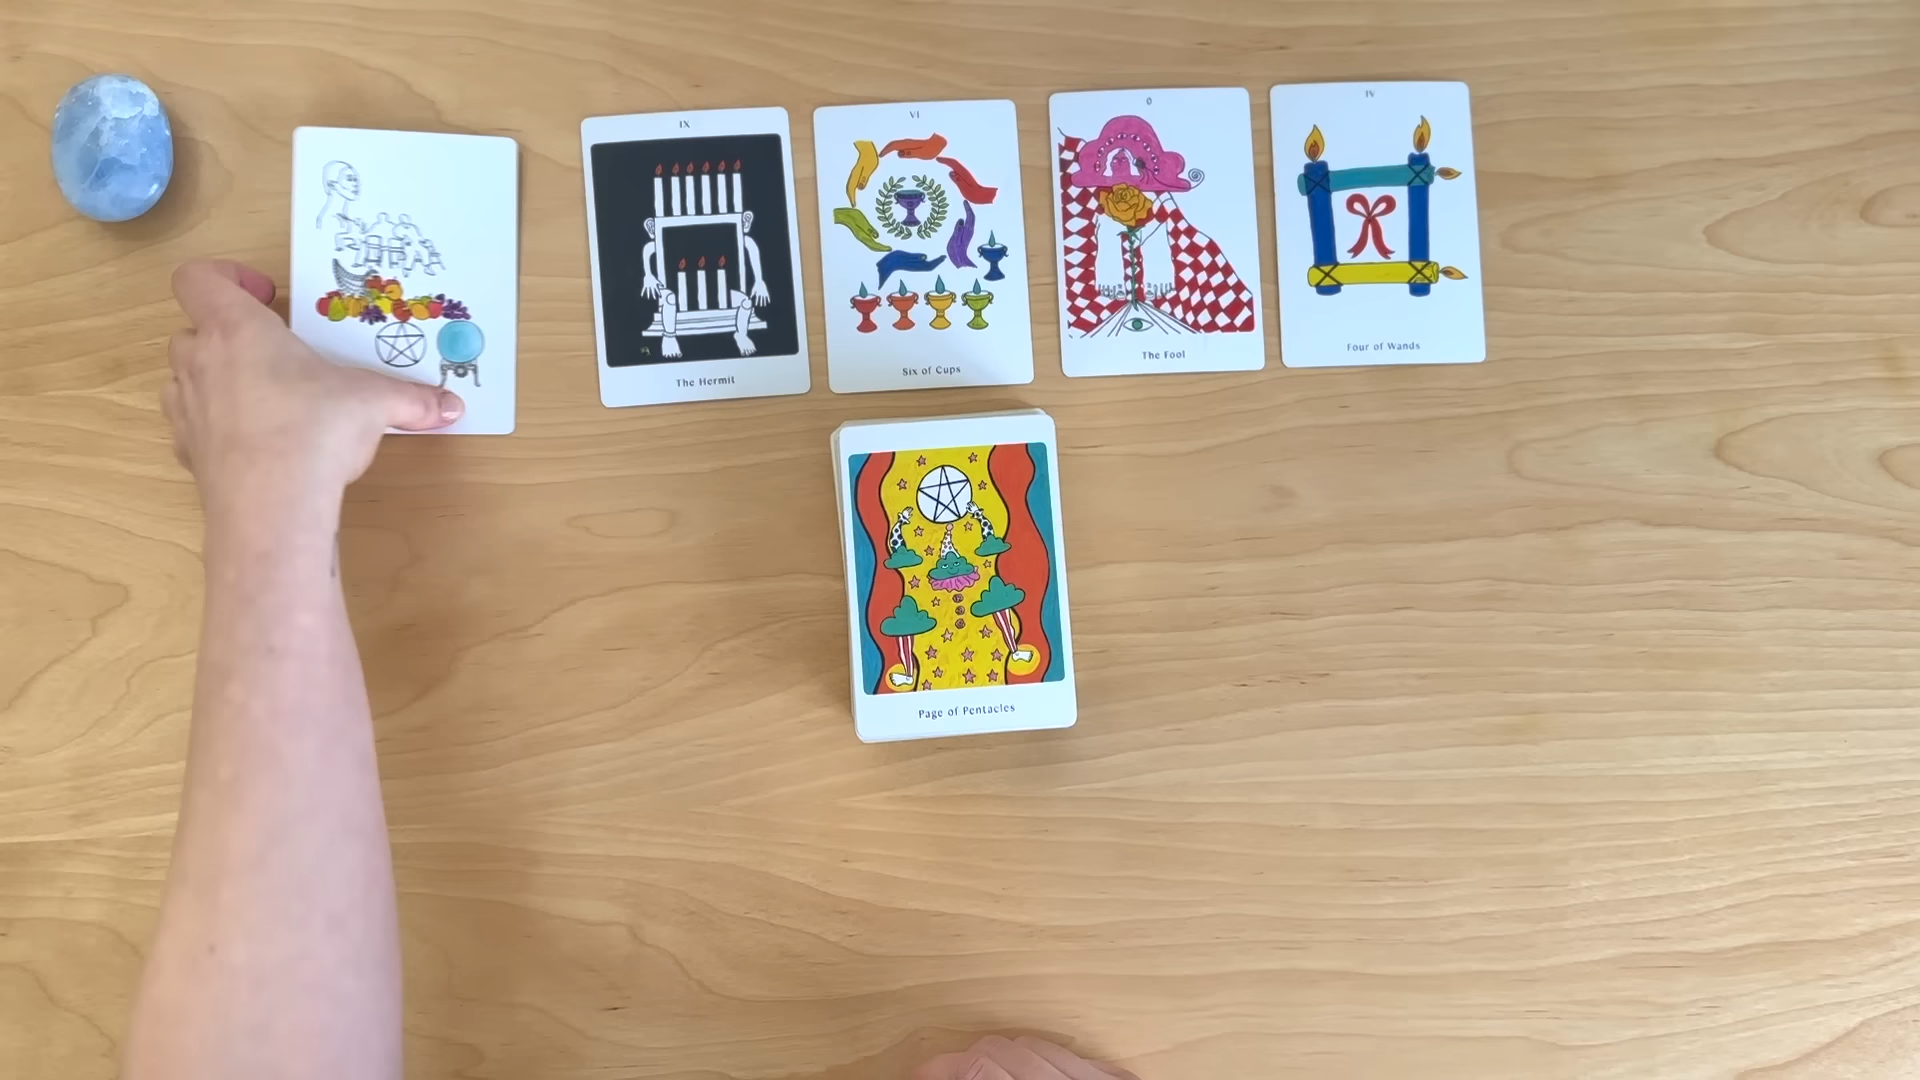 IX
The Hermit
VI
Six of Cups
0
The Fool
IV
Four of Wands
Page of Pentacles